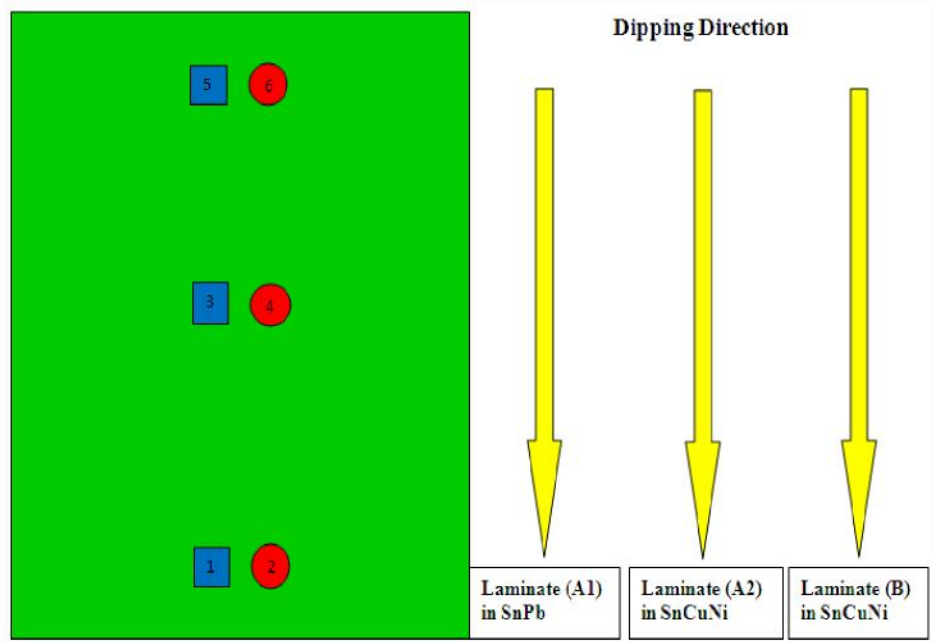 Dipping Direction
5
6
3
4
1
2
Laminate (A1)
in SnPb
Laminate (A2)
in SnCuNi
Laminate (B)
in SnCuNi